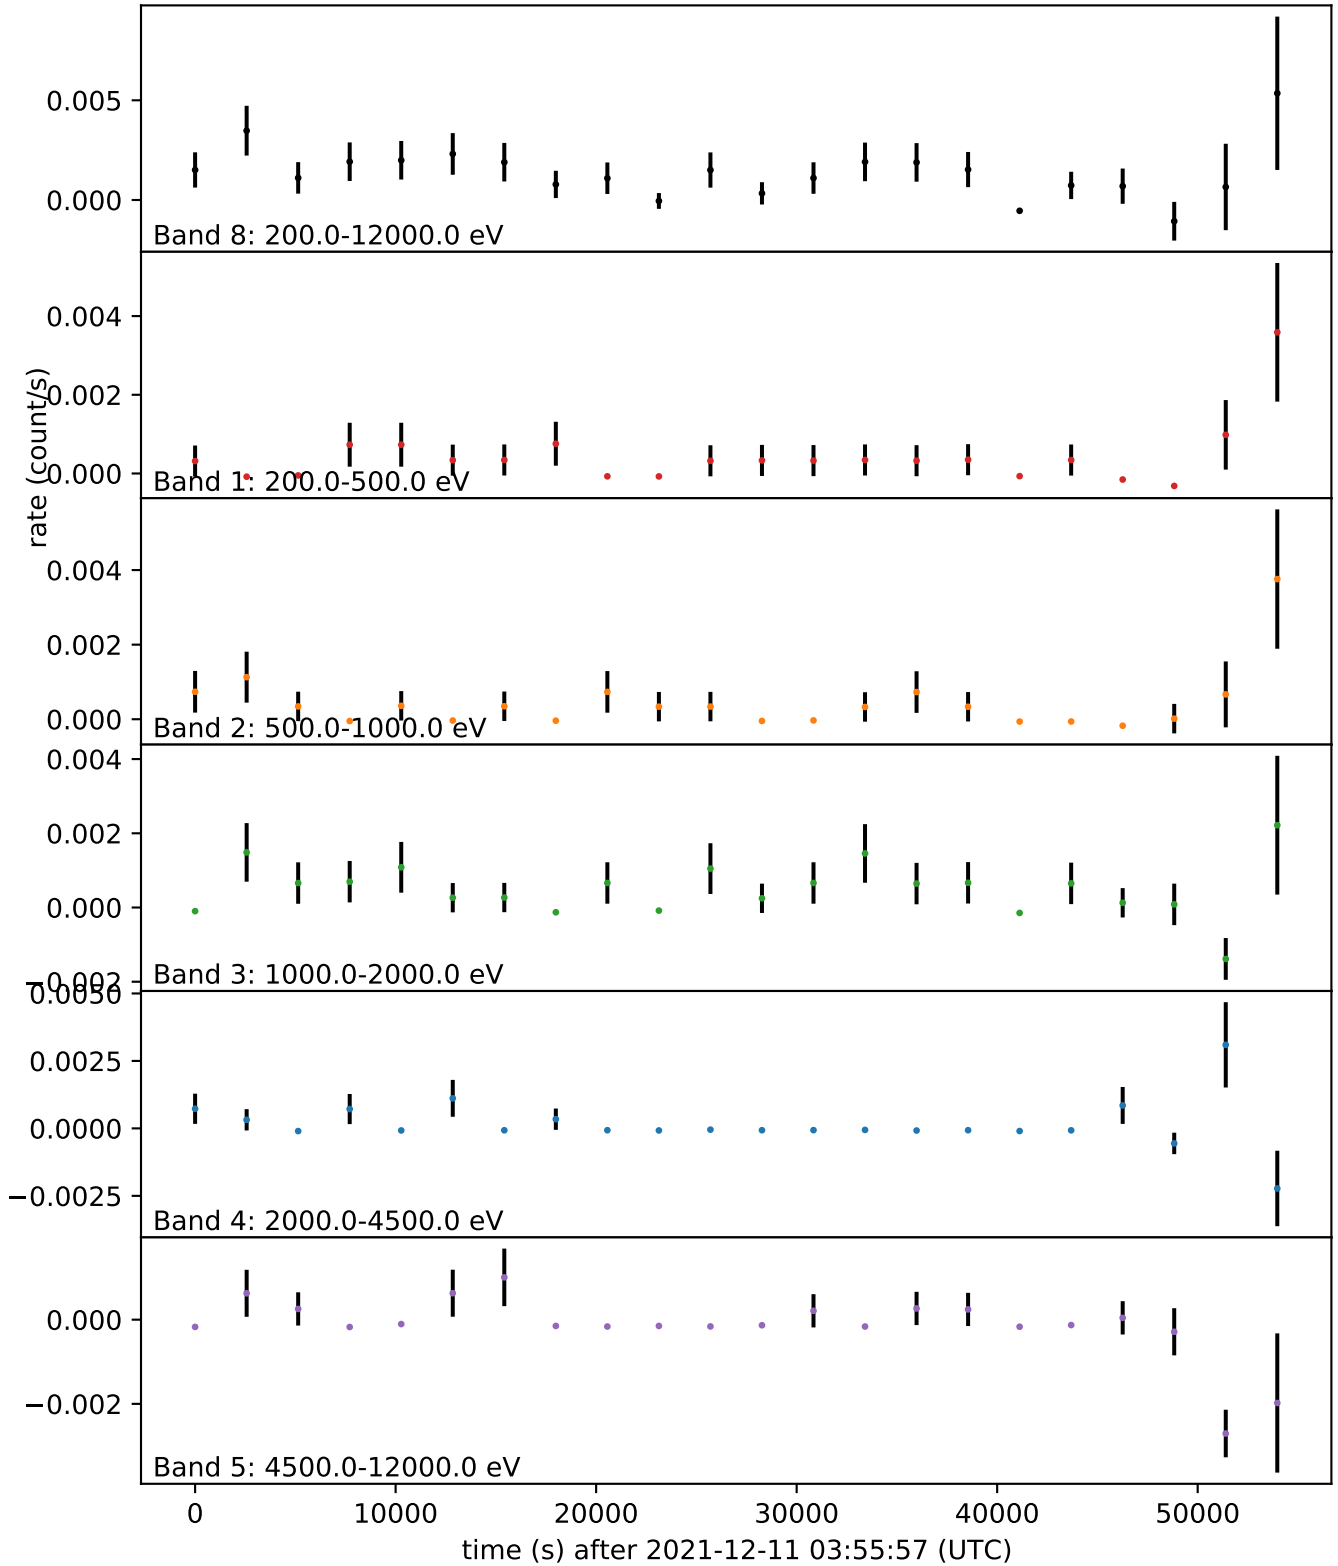 0.005
0.000
Band 8: 200.0-12000.0 eV
0.004
0.002
0.000
Band 1: 200.0-500.0 eV
rate (count/s)
0.004
0.002
0.000
Band 2: 500.0-1000.0 eV
0.004
0.002
0.000
−0.002
Band 3: 1000.0-2000.0 eV
0.0050
0.0025
0.0000
−0.0025
Band 4: 2000.0-4500.0 eV
0.000
−0.002
Band 5: 4500.0-12000.0 eV
0 10000 20000 30000 40000 50000
time (s) after 2021-12-11 03:55:57 (UTC)